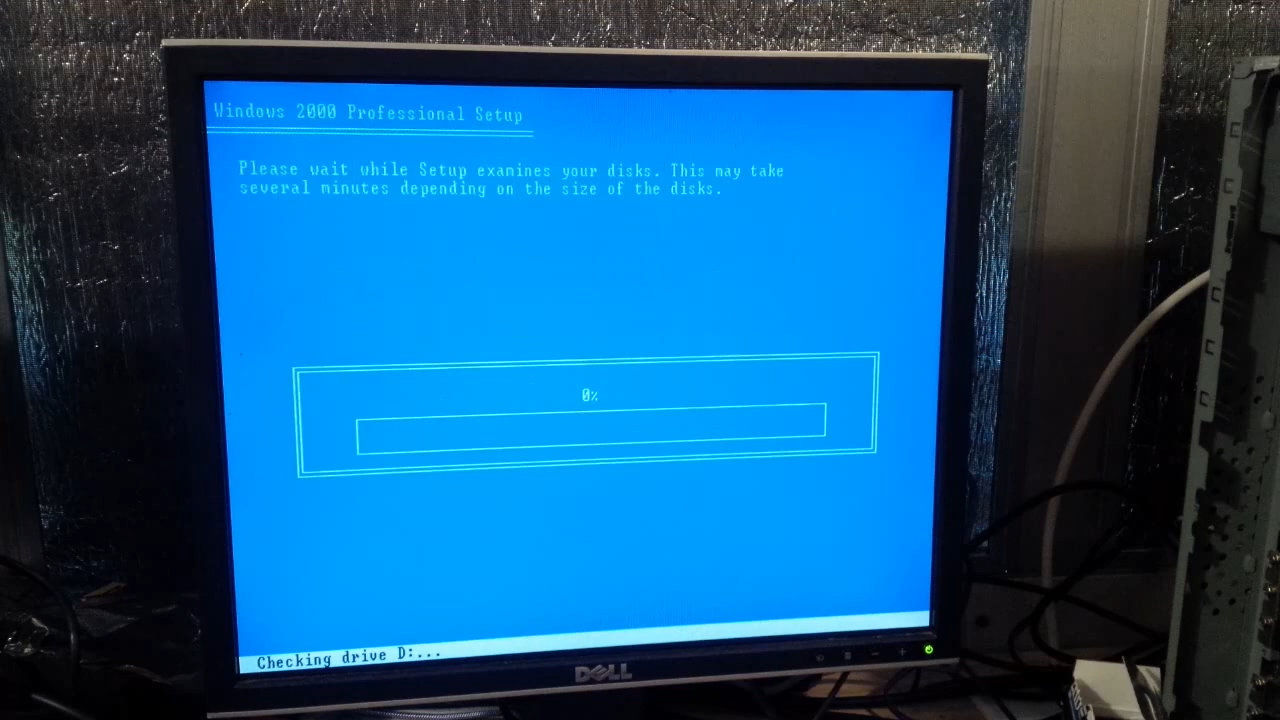 Windows 2000 Professional Setup
Please wait while Setup examines your disks. This may take
several minutes depending on the size of the disks.
0%
Checking drive D:...
DELL